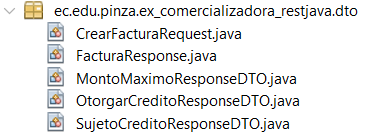 ec.edu.pinza.ex_comercializadora_restjava.dto
CrearFacturaRequest.java
FacturaResponse.java
MontoMaximoResponseDTO.java
OtorgarCreditoResponseDTO.java
SujetoCreditoResponseDTO.java